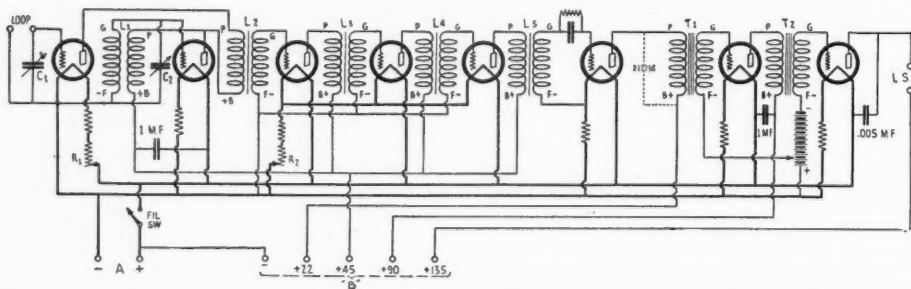 LOOP
C₁
G L1 P
-F +B
C₂
P L2 G
+B F-
P L3 G
B+ F-
P L4 G
B+ F-
P L5 G
B+ F-
P T1 G
B+ F-
P T2 G
B+ F-
-
+
LS
1 MF
R₁
R₂
1MF
.005 MF
FIL
SW
- A +
- +22 +45 +90 +135
"B"